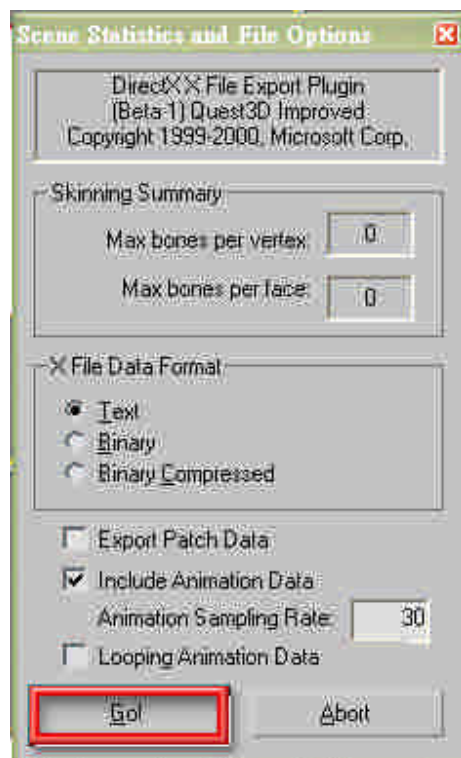 Scene Statistics and File Options
DirectX X File Export Plugin
(Beta-1) Quest3D Improved
Copyright 1999-2000, Microsoft Corp.
Skinning Summary
Max bones per vertex: 0
Max bones per face: 0
X File Data Format
Text
Binary
Binary Compressed
Export Patch Data
Include Animation Data
Animation Sampling Rate: 30
Looping Animation Data
Go! Abort